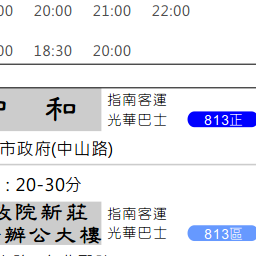 00 20:00 21:00 22:00
00 18:30 20:00
中 和
指南客運
光華巴士
813正
市政府(中山路)
: 20-30分
政院新莊
辦公大樓
指南客運
光華巴士
813區